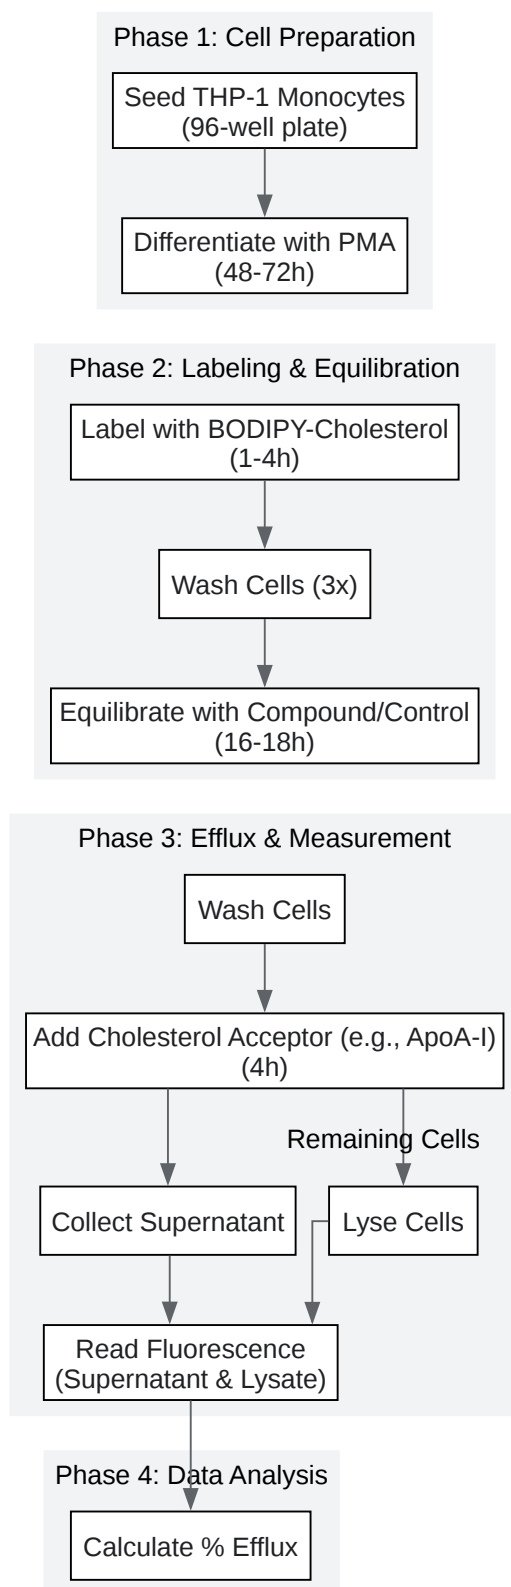 Phase 1: Cell Preparation
Seed THP-1 Monocytes
(96-well plate)
Differentiate with PMA
(48-72h)
Phase 2: Labeling & Equilibration
Label with BODIPY-Cholesterol
(1-4h)
Wash Cells (3x)
Equilibrate with Compound/Control
(16-18h)
Phase 3: Efflux & Measurement
Wash Cells
Add Cholesterol Acceptor (e.g., ApoA-I)
(4h)
Remaining Cells
Collect Supernatant
Lyse Cells
Read Fluorescence
(Supernatant & Lysate)
Phase 4: Data Analysis
Calculate % Efflux